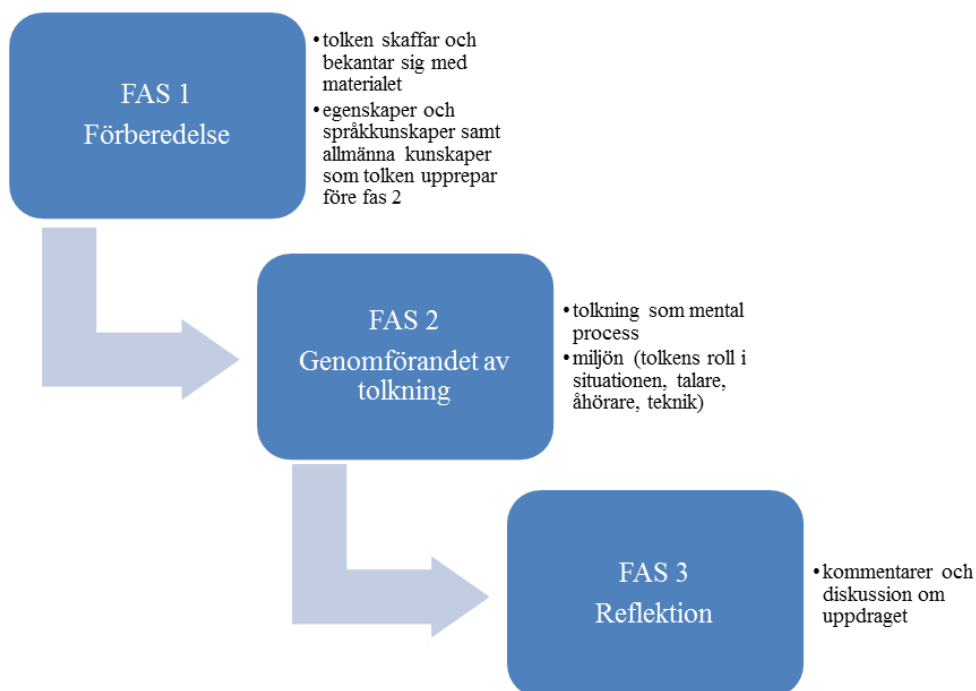 FAS 1
Förberedelse
•tolken skaffar och
bekantar sig med
materialet
•egenskaper och
språkkunskaper samt
allmänna kunskaper
som tolken upprepar
före fas 2
FAS 2
Genomförandet av
tolkning
•tolkning som mental
process
•miljön (tolkens roll i
situationen, talare,
åhörare, teknik)
FAS 3
Reflektion
•kommentarer och
diskussion om
uppdraget